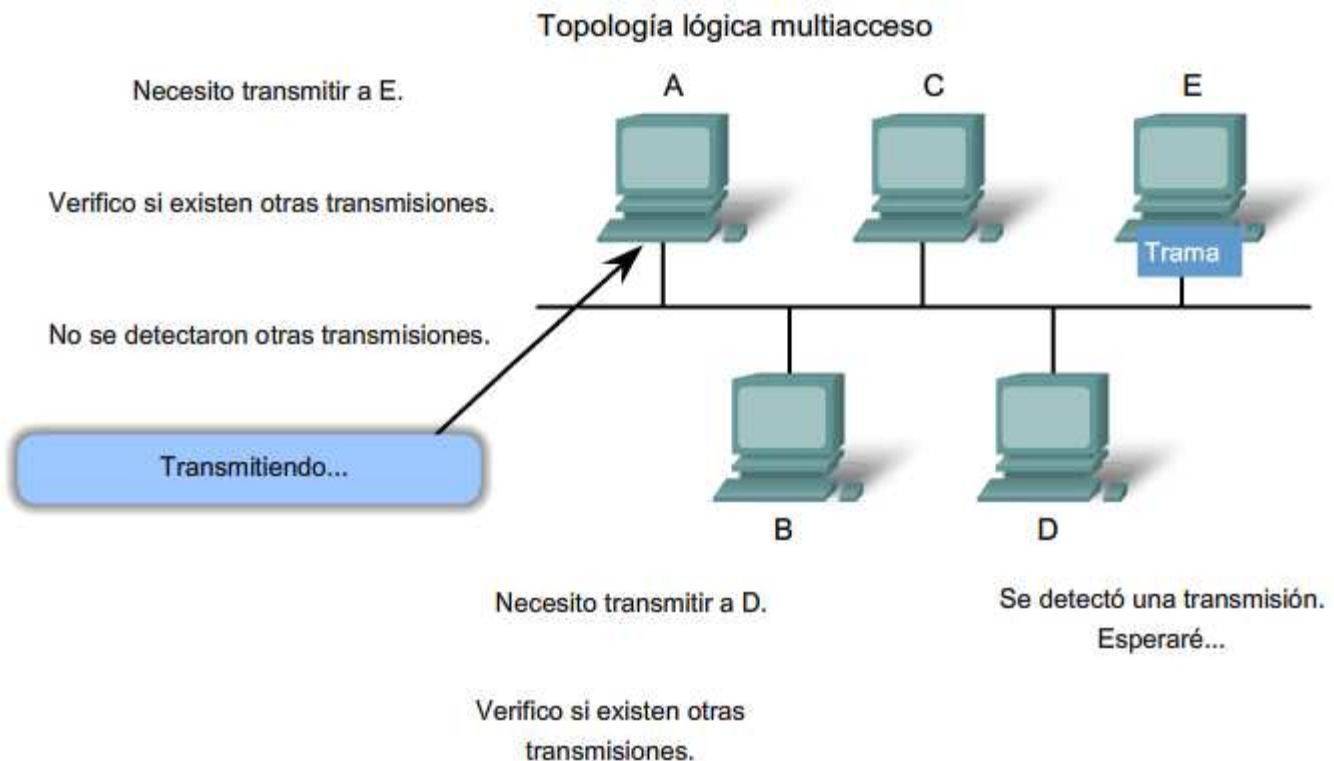 Topología lógica multiacceso
Necesito transmitir a E.
A
C
E
Verifico si existen otras transmisiones.
Trama
No se detectaron otras transmisiones.
Transmitiendo...
B
D
Necesito transmitir a D.
Se detectó una transmisión.
Esperaré...
Verifico si existen otras
transmisiones.